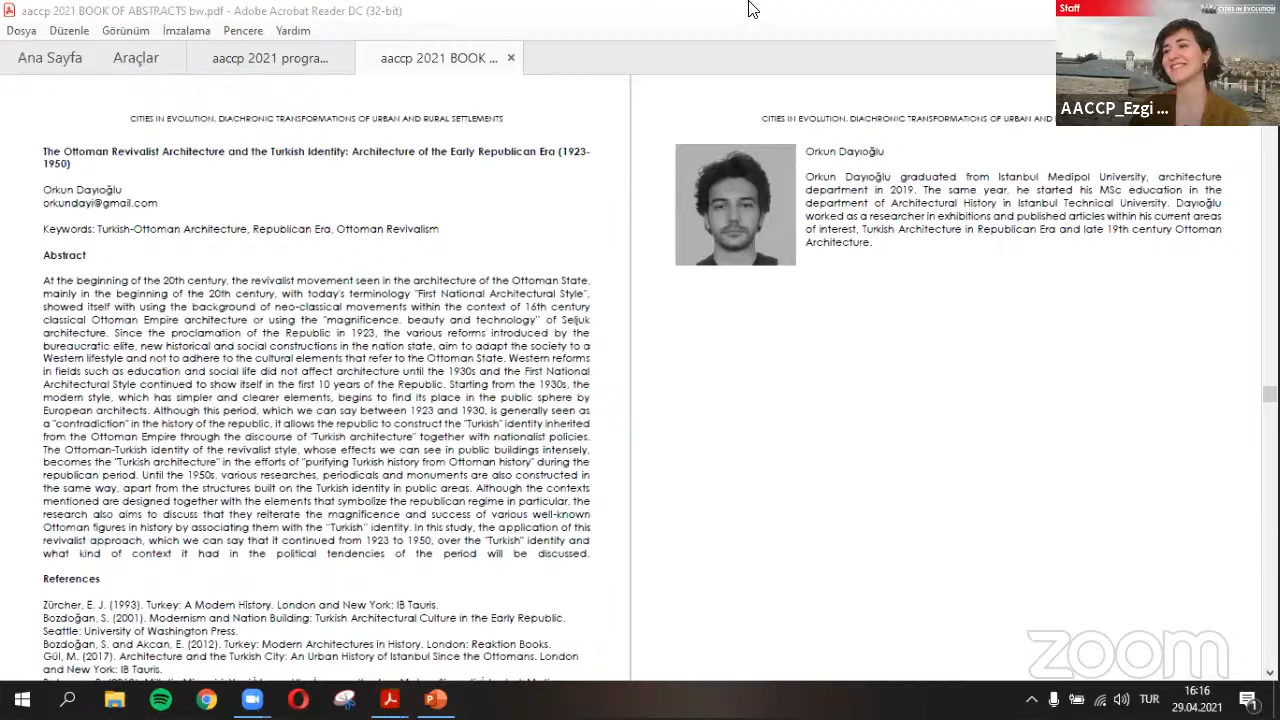 aaccp 2021 BOOK OF ABSTRACTS bw.pdf - Adobe Acrobat Reader DC (32-bit)
Dosya Düzenle Görünüm İmzalama Pencere Yardım
Ana Sayfa Araçlar aaccp 2021 progra... aaccp 2021 BOOK ... ×
Staff
CITIES IN EVOLUTION
AACCP_Ezgi ...
CITIES IN EVOLUTION. DIACHRONIC TRANSFORMATIONS OF URBAN AND RURAL SETTLEMENTS
The Ottoman Revivalist Architecture and the Turkish Identity: Architecture of the Early Republican Era (1923-
1950)
Orkun Dayıoğlu
orkundayi@gmail.com
Keywords: Turkish-Ottoman Architecture, Republican Era, Ottoman Revivalism
Abstract
At the beginning of the 20th century, the revivalist movement seen in the architecture of the Ottoman State,
mainly in the beginning of the 20th century, with today's terminology "First National Architectural Style",
showed itself with using the background of neo-classical movements within the context of 16th century
classical Ottoman Empire architecture or using the "magnificence, beauty and technology" of Seljuk
architecture. Since the proclamation of the Republic in 1923, the various reforms introduced by the
bureaucratic elite, new historical and social constructions in the nation state, aim to adapt the society to a
Western lifestyle and not to adhere to the cultural elements that refer to the Ottoman State. Western reforms
in fields such as education and social life did not affect architecture until the 1930s and the First National
Architectural Style continued to show itself in the first 10 years of the Republic. Starting from the 1930s, the
modern style, which has simpler and clearer elements, begins to find its place in the public sphere by
European architects. Although this period, which we can say between 1923 and 1930, is generally seen as
a "contradiction" in the history of the republic, it allows the republic to construct the "Turkish" identity inherited
from the Ottoman Empire through the discourse of "Turkish architecture" together with nationalist policies.
The Ottoman-Turkish identity of the revivalist style, whose effects we can see in public buildings intensely,
becomes the "Turkish architecture" in the efforts of "purifying Turkish history from Ottoman history" during the
republican period. Until the 1950s, various researches, periodicals and monuments are also constructed in
the same way, apart from the structures built on the Turkish identity in public areas. Although the contexts
mentioned are designed together with the elements that symbolize the republican regime in particular, the
research also aims to discuss that they reiterate the magnificence and success of various well-known
Ottoman figures in history by associating them with the "Turkish" identity. In this study, the application of this
revivalist approach, which we can say that it continued from 1923 to 1950, over the "Turkish" identity and
what kind of context it had in the political tendencies of the period will be discussed.
References
Zürcher, E. J. (1993). Turkey: A Modern History. London and New York: IB Tauris.
Bozdoğan, S. (2001). Modernism and Nation Building: Turkish Architectural Culture in the Early Republic.
Seattle: University of Washington Press.
Bozdoğan, S. and Akcan, E. (2012). Turkey: Modern Architectures in History. London: Reaktion Books.
Gül, M. (2017). Architecture and the Turkish City: An Urban History of Istanbul Since the Ottomans. London
and New York: IB Tauris.
CITIES IN EVOLUTION. DIACHRONIC TRANSFORMATIONS OF URBAN AND
Orkun Dayıoğlu
Orkun Dayıoğlu graduated from Istanbul Medipol University, architecture
department in 2019. The same year, he started his MSc education in the
department of Architectural History in Istanbul Technical University. Dayıoğlu
worked as a researcher in exhibitions and published articles within his current areas
of interest, Turkish Architecture in Republican Era and late 19th century Ottoman
Architecture.
zoom
TUR
16:16
29.04.2021
1